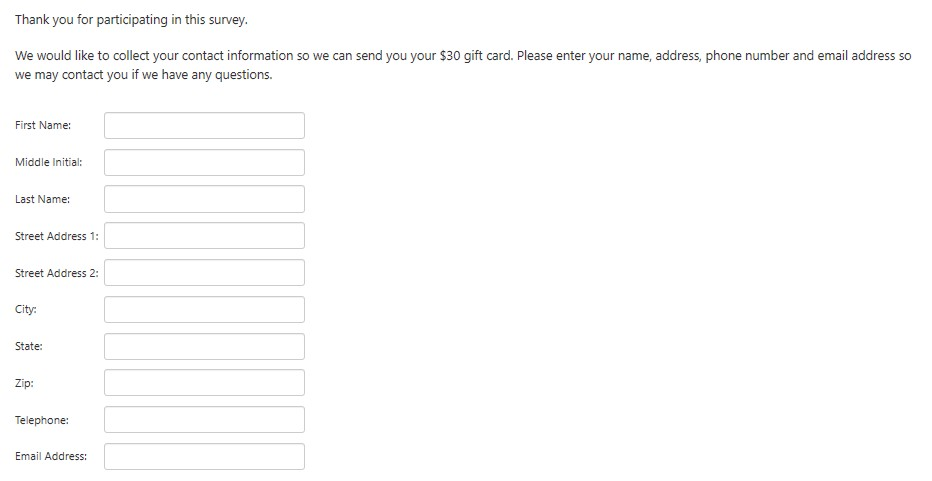 Thank you for participating in this survey.
We would like to collect your contact information so we can send you your $30 gift card. Please enter your name, address, phone number and email address so
we may contact you if we have any questions.
First Name:
Middle Initial:
Last Name:
Street Address 1:
Street Address 2:
City:
State:
Zip:
Telephone:
Email Address: